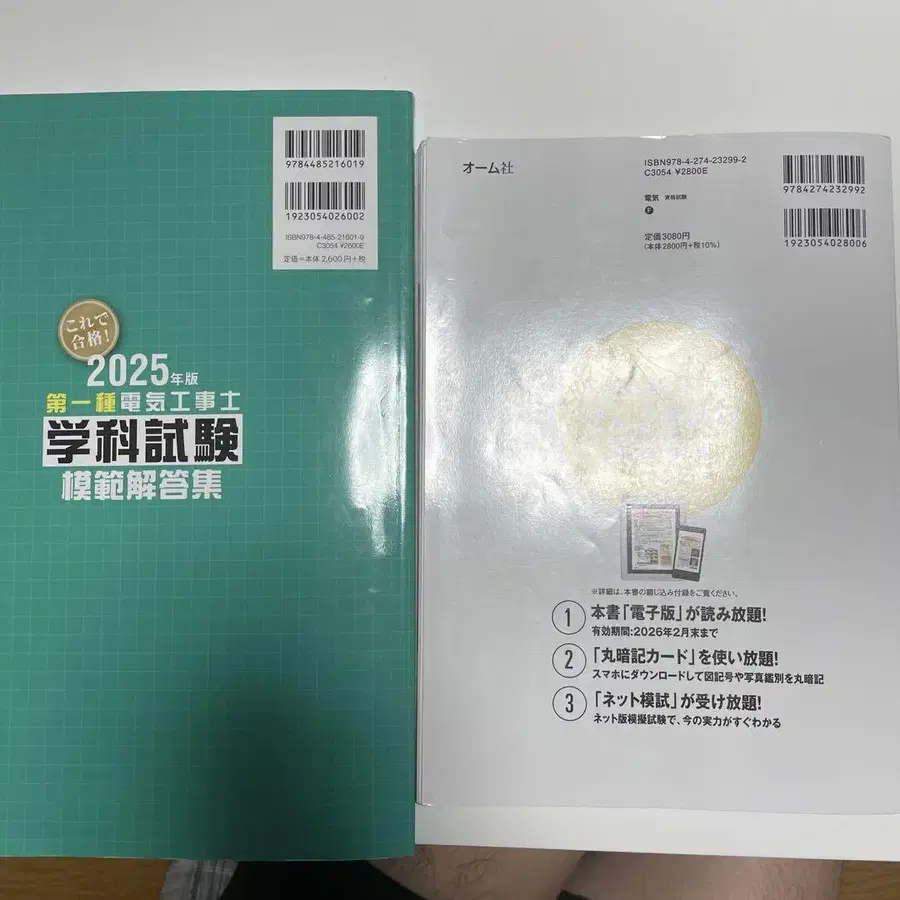 9784485216019
1923054026002
ISBN978-4-485-21601-9
C3054 ¥2600E
定価=本体 2,600円+税
これで
合格!
2025年版
第一種電気工事士
学科試験
模範解答集
オーム社
ISBN978-4-274-23299-2
C3054 ¥2800E
電気 資格試験
F
定価3080円
(本体2800円+税10%)
9784274232992
1923054028006
※詳細は、本書の綴じ込み付録をご覧ください。
1 本書「電子版」が読み放題!
有効期間:2026年2月末まで
2 「丸暗記カード」を使い放題!
スマホにダウンロードして図記号や写真鑑別を丸暗記
3 「ネット模試」が受け放題!
ネット版模擬試験で、今の実力がすぐわかる